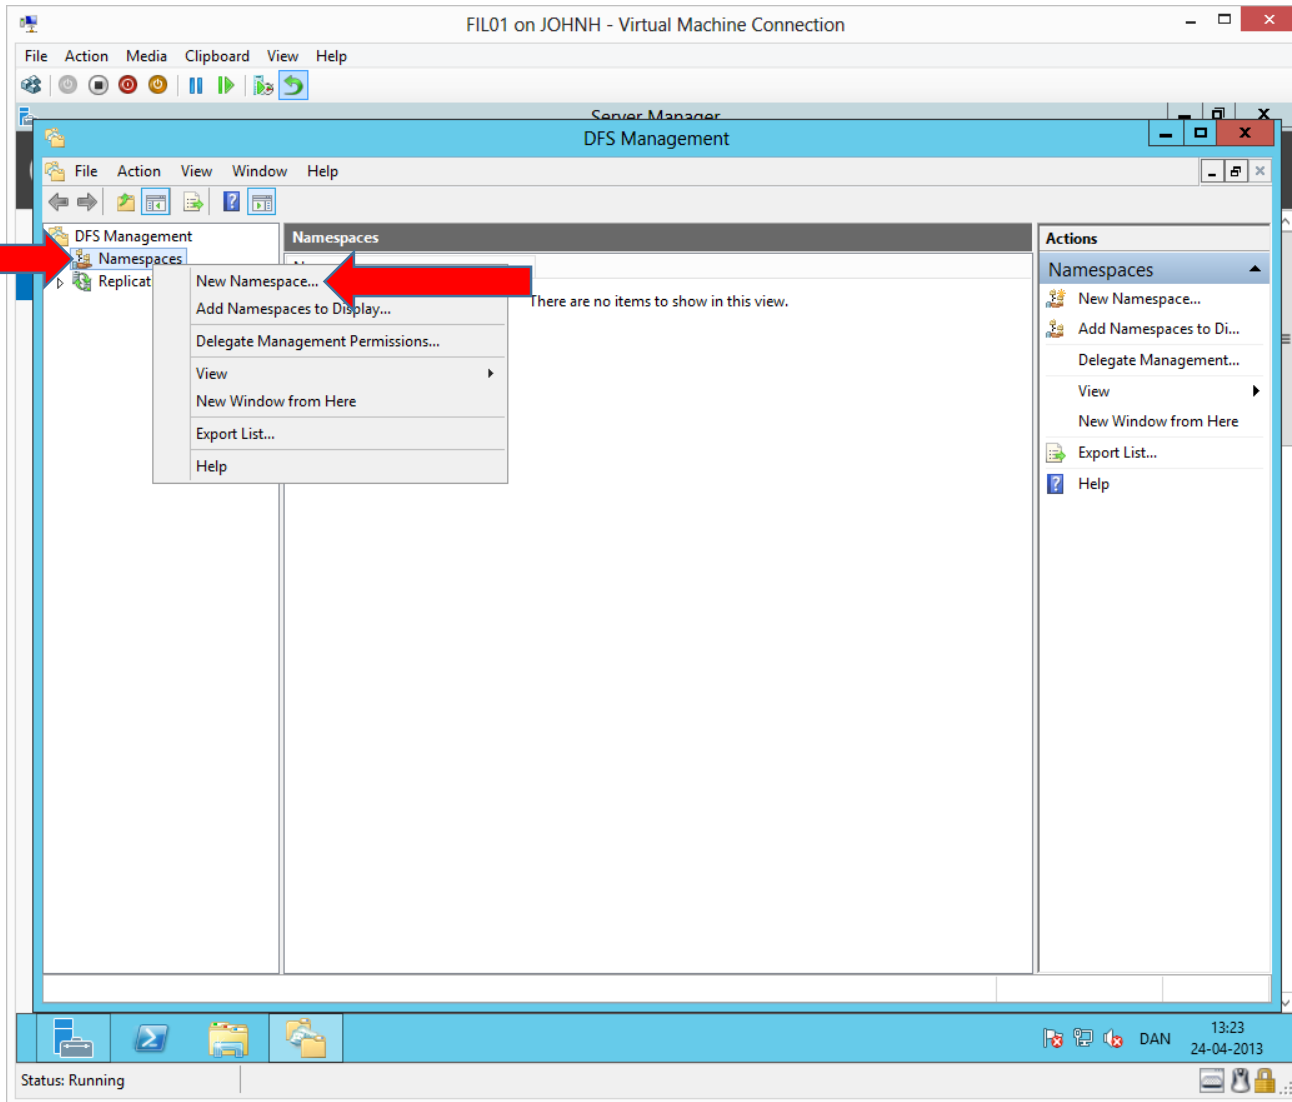 FIL01 on JOHNH - Virtual Machine Connection
File Action Media Clipboard View Help
Server Manager
DFS Management
File Action View Window Help
DFS Management
Namespaces
Replicat
Namespaces
There are no items to show in this view.
New Namespace...
Add Namespaces to Display...
Delegate Management Permissions...
View
New Window from Here
Export List...
Help
Actions
Namespaces
New Namespace...
Add Namespaces to Di...
Delegate Management...
View
New Window from Here
Export List...
Help
DAN
13:23
24-04-2013
Status: Running